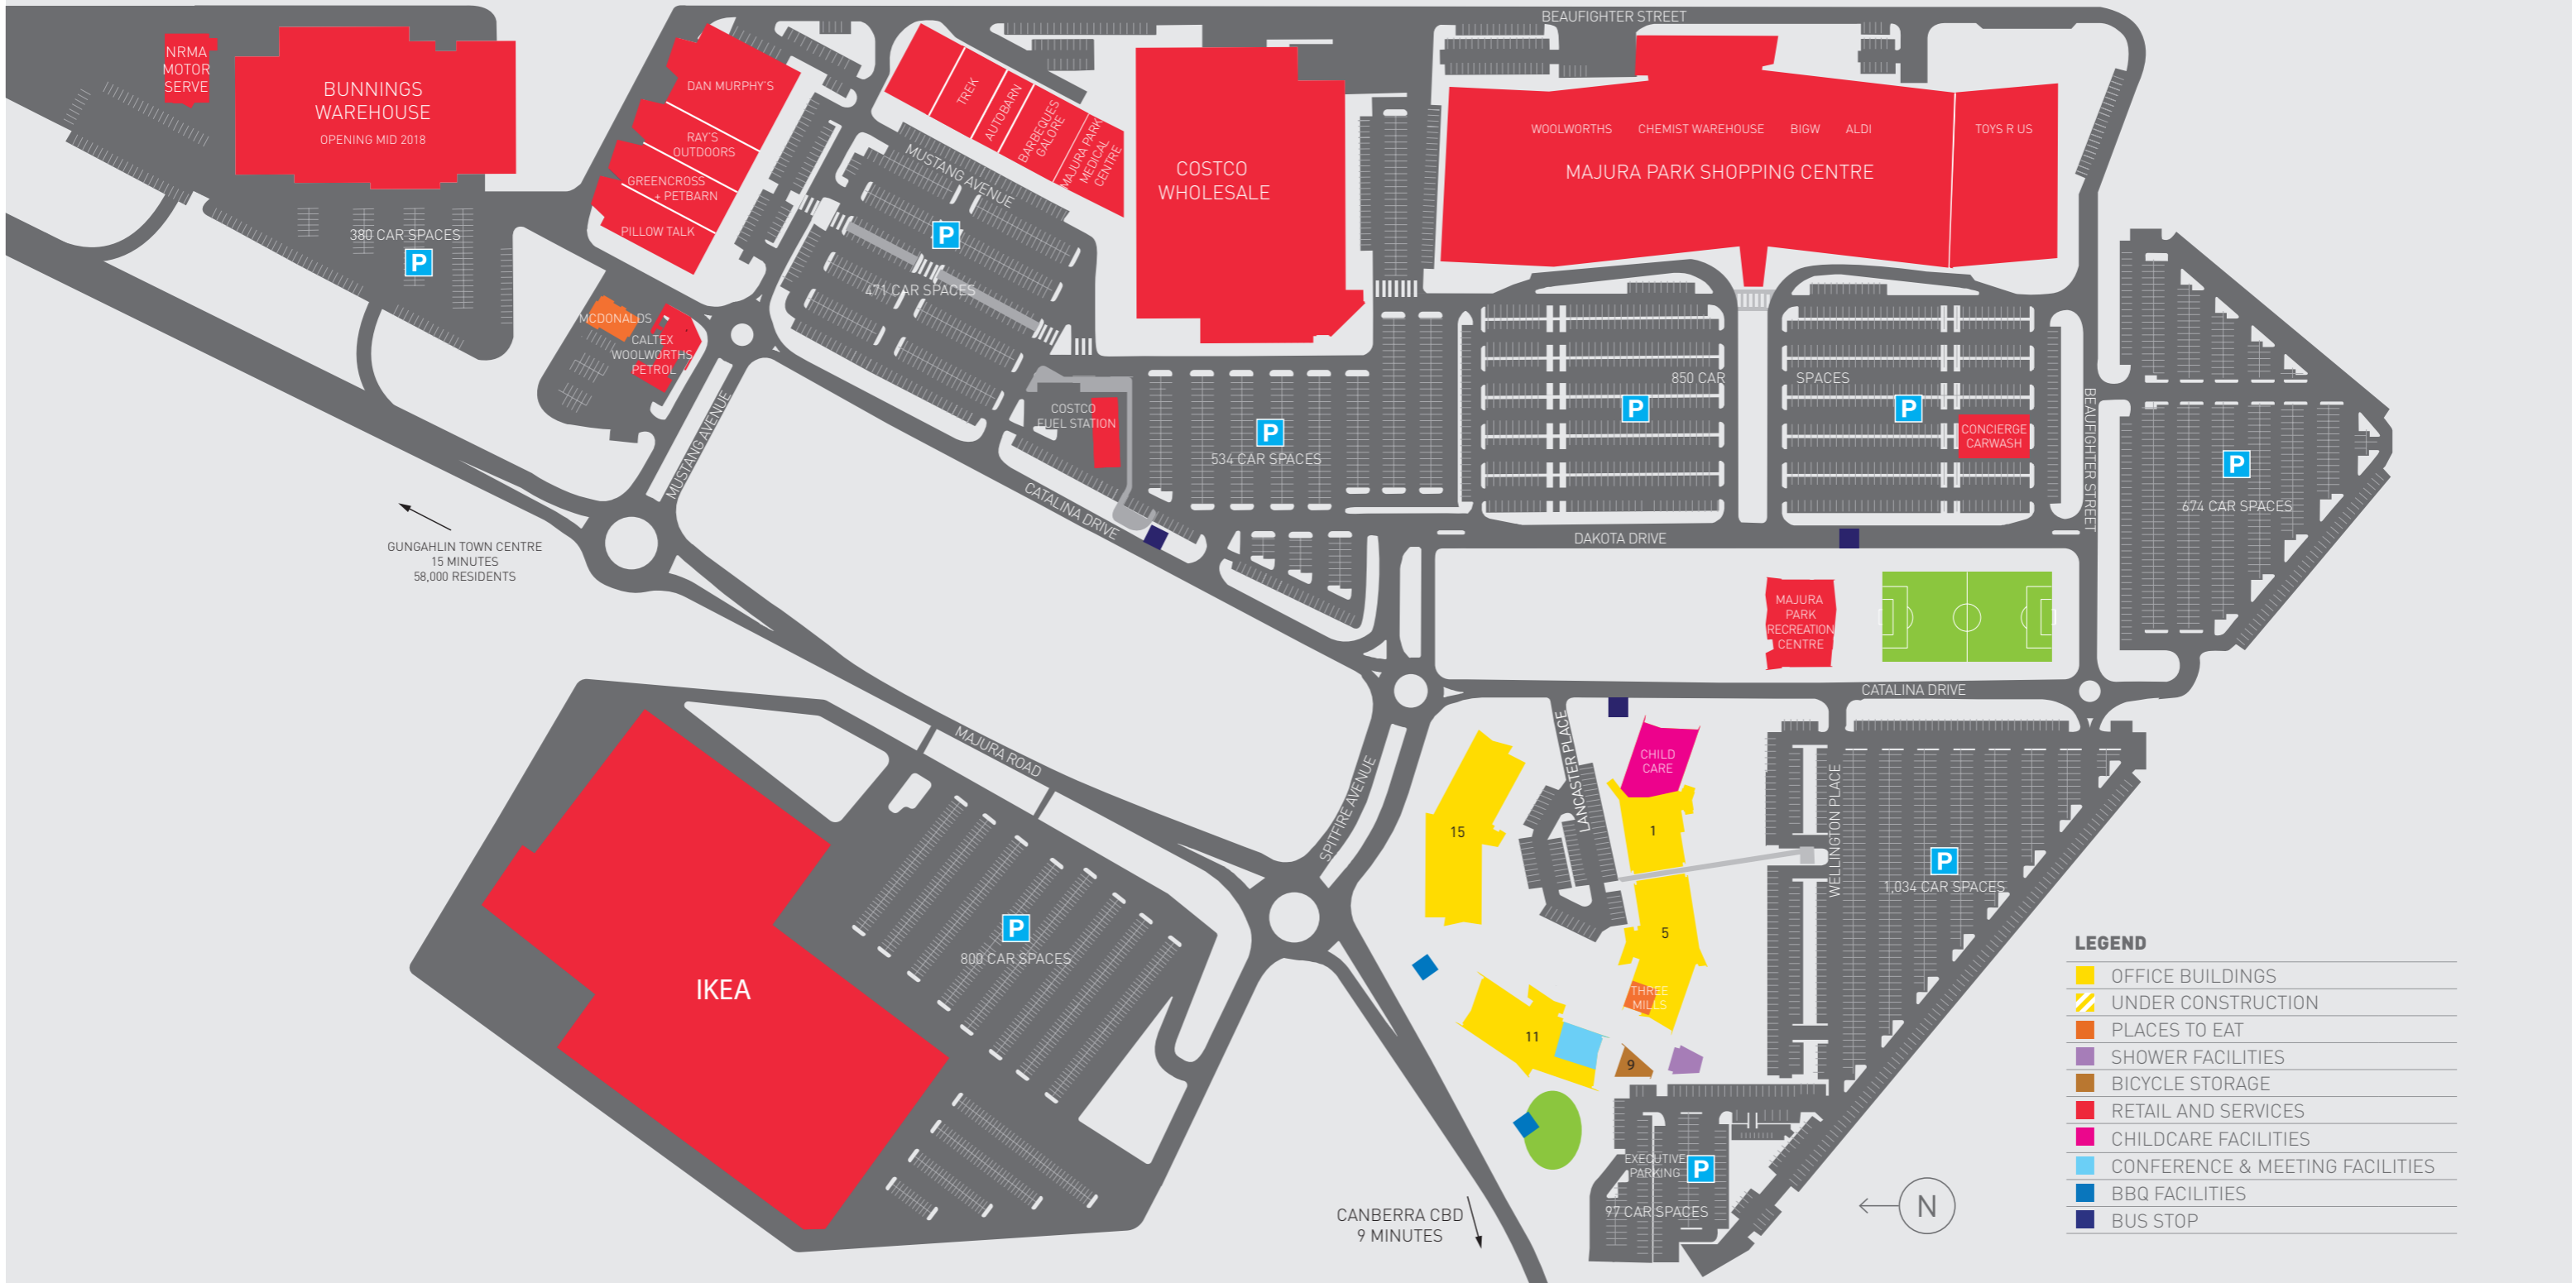 BEAUFIGHTER STREET
NRMA
MOTOR
SERVE
BUNNINGS
WAREHOUSE
OPENING MID 2018
DAN MURPHY'S
RAY'S
OUTDOORS
GREENCROSS
+ PETBARN
PILLOW TALK
TREK
AUTOBARN
BARBEQUES
GALORE
MAJURA PARK
MEDICAL
CENTRE
MUSTANG AVENUE
COSTCO
WHOLESALE
WOOLWORTHS
CHEMIST WAREHOUSE
BIGW
ALDI
TOYS R US
MAJURA PARK SHOPPING CENTRE
380 CAR SPACES
P
P
471 CAR SPACES
MCDONALDS
CALTEX
WOOLWORTHS
PETROL
MUSTANG AVENUE
COSTCO
FUEL STATION
P
534 CAR SPACES
850 CAR
SPACES
P
P
CONCIERGE
CARWASH
BEAUFIGHTER STREET
P
674 CAR SPACES
CATALINA DRIVE
DAKOTA DRIVE
GUNGAHLIN TOWN CENTRE
15 MINUTES
58,000 RESIDENTS
MAJURA
PARK
RECREATION
CENTRE
CATALINA DRIVE
MAJURA ROAD
SPITFIRE AVENUE
LANCASTER PLACE
CHILD
CARE
15
1
WELLINGTON PLACE
P
1,034 CAR SPACES
5
P
800 CAR SPACES
IKEA
THREE
MILLS
11
9
EXECUTIVE
PARKING
P
97 CAR SPACES
CANBERRA CBD
9 MINUTES
N
LEGEND
OFFICE BUILDINGS
UNDER CONSTRUCTION
PLACES TO EAT
SHOWER FACILITIES
BICYCLE STORAGE
RETAIL AND SERVICES
CHILDCARE FACILITIES
CONFERENCE & MEETING FACILITIES
BBQ FACILITIES
BUS STOP